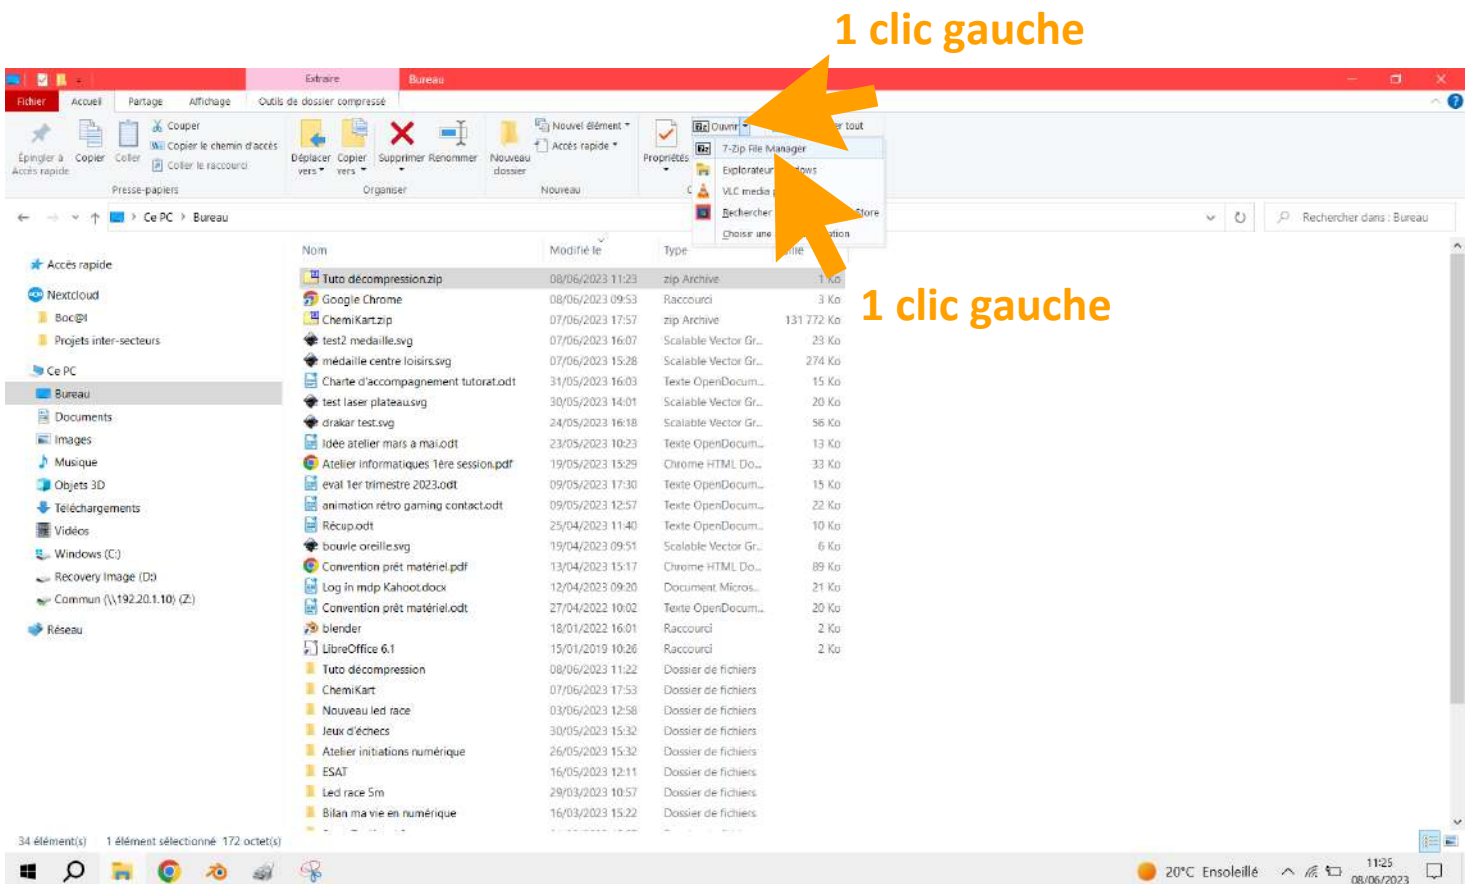 1 clic gauche
Extraire
Bureau
Fichier Accueil Partage Affichage Outils de dossier compressé
Épingler à Accès rapide
Copier
Coller
Couper
Copier le chemin d'accès
Coller le raccourci
Déplacer vers
Copier vers
Supprimer
Renommer
Nouveau dossier
Nouvel élément
Accès rapide
Propriétés
Ouvrir
er tout
Presse-papiers
Organiser
Nouveau
7-Zip File Manager
Explorateur
VLC media
Rechercher
Store
Choisir une
Ce PC > Bureau
Rechercher dans : Bureau
1 clic gauche
Accès rapide
Nextcloud
Boc@l
Projets inter-secteurs
Ce PC
Bureau
Documents
Images
Musique
Objets 3D
Téléchargements
Vidéos
Windows (C:)
Recovery Image (D:)
Commun (\\192.20.1.10) (Z:)
Réseau
Nom Modifié le Type
Tuto décompression.zip 08/06/2023 11:23 zip Archive 1 Ko
Google Chrome 08/06/2023 09:53 Raccourci 3 Ko
ChemiKart.zip 07/06/2023 17:57 zip Archive 131 772 Ko
test2 medaille.svg 07/06/2023 16:07 Scalable Vector Gr... 23 Ko
médaille centre loisirs.svg 07/06/2023 15:28 Scalable Vector Gr... 274 Ko
Charte d'accompagnement tutorat.odt 31/05/2023 16:03 Texte OpenDocum... 15 Ko
test laser plateau.svg 30/05/2023 14:01 Scalable Vector Gr... 20 Ko
drakar test.svg 24/05/2023 16:18 Scalable Vector Gr... 56 Ko
Idée atelier mars a mai.odt 23/05/2023 10:23 Texte OpenDocum... 13 Ko
Atelier informatiques 1ère session.pdf 19/05/2023 15:29 Chrome HTML Do... 33 Ko
eval 1er trimestre 2023.odt 09/05/2023 17:30 Texte OpenDocum... 15 Ko
animation rétro gaming contact.odt 09/05/2023 12:57 Texte OpenDocum... 22 Ko
Récup.odt 25/04/2023 11:40 Texte OpenDocum... 10 Ko
bouvle oreille.svg 19/04/2023 09:51 Scalable Vector Gr... 6 Ko
Convention prêt matériel.pdf 13/04/2023 15:17 Chrome HTML Do... 89 Ko
Log in mdp Kahoot.docx 12/04/2023 09:20 Document Micros... 21 Ko
Convention prêt matériel.odt 27/04/2022 10:02 Texte OpenDocum... 20 Ko
blender 18/01/2022 16:01 Raccourci 2 Ko
LibreOffice 6.1 15/01/2019 10:26 Raccourci 2 Ko
Tuto décompression 08/06/2023 11:22 Dossier de fichiers
ChemiKart 07/06/2023 17:53 Dossier de fichiers
Nouveau led race 03/06/2023 12:58 Dossier de fichiers
Jeux d'échecs 30/05/2023 15:32 Dossier de fichiers
Atelier initiations numérique 26/05/2023 15:32 Dossier de fichiers
ESAT 16/05/2023 12:11 Dossier de fichiers
Led race 5m 29/03/2023 10:57 Dossier de fichiers
Bilan ma vie en numérique 16/03/2023 15:22 Dossier de fichiers
34 élément(s) 1 élément sélectionné 172 octet(s)
20°C Ensoleillé
11:25
08/06/2023